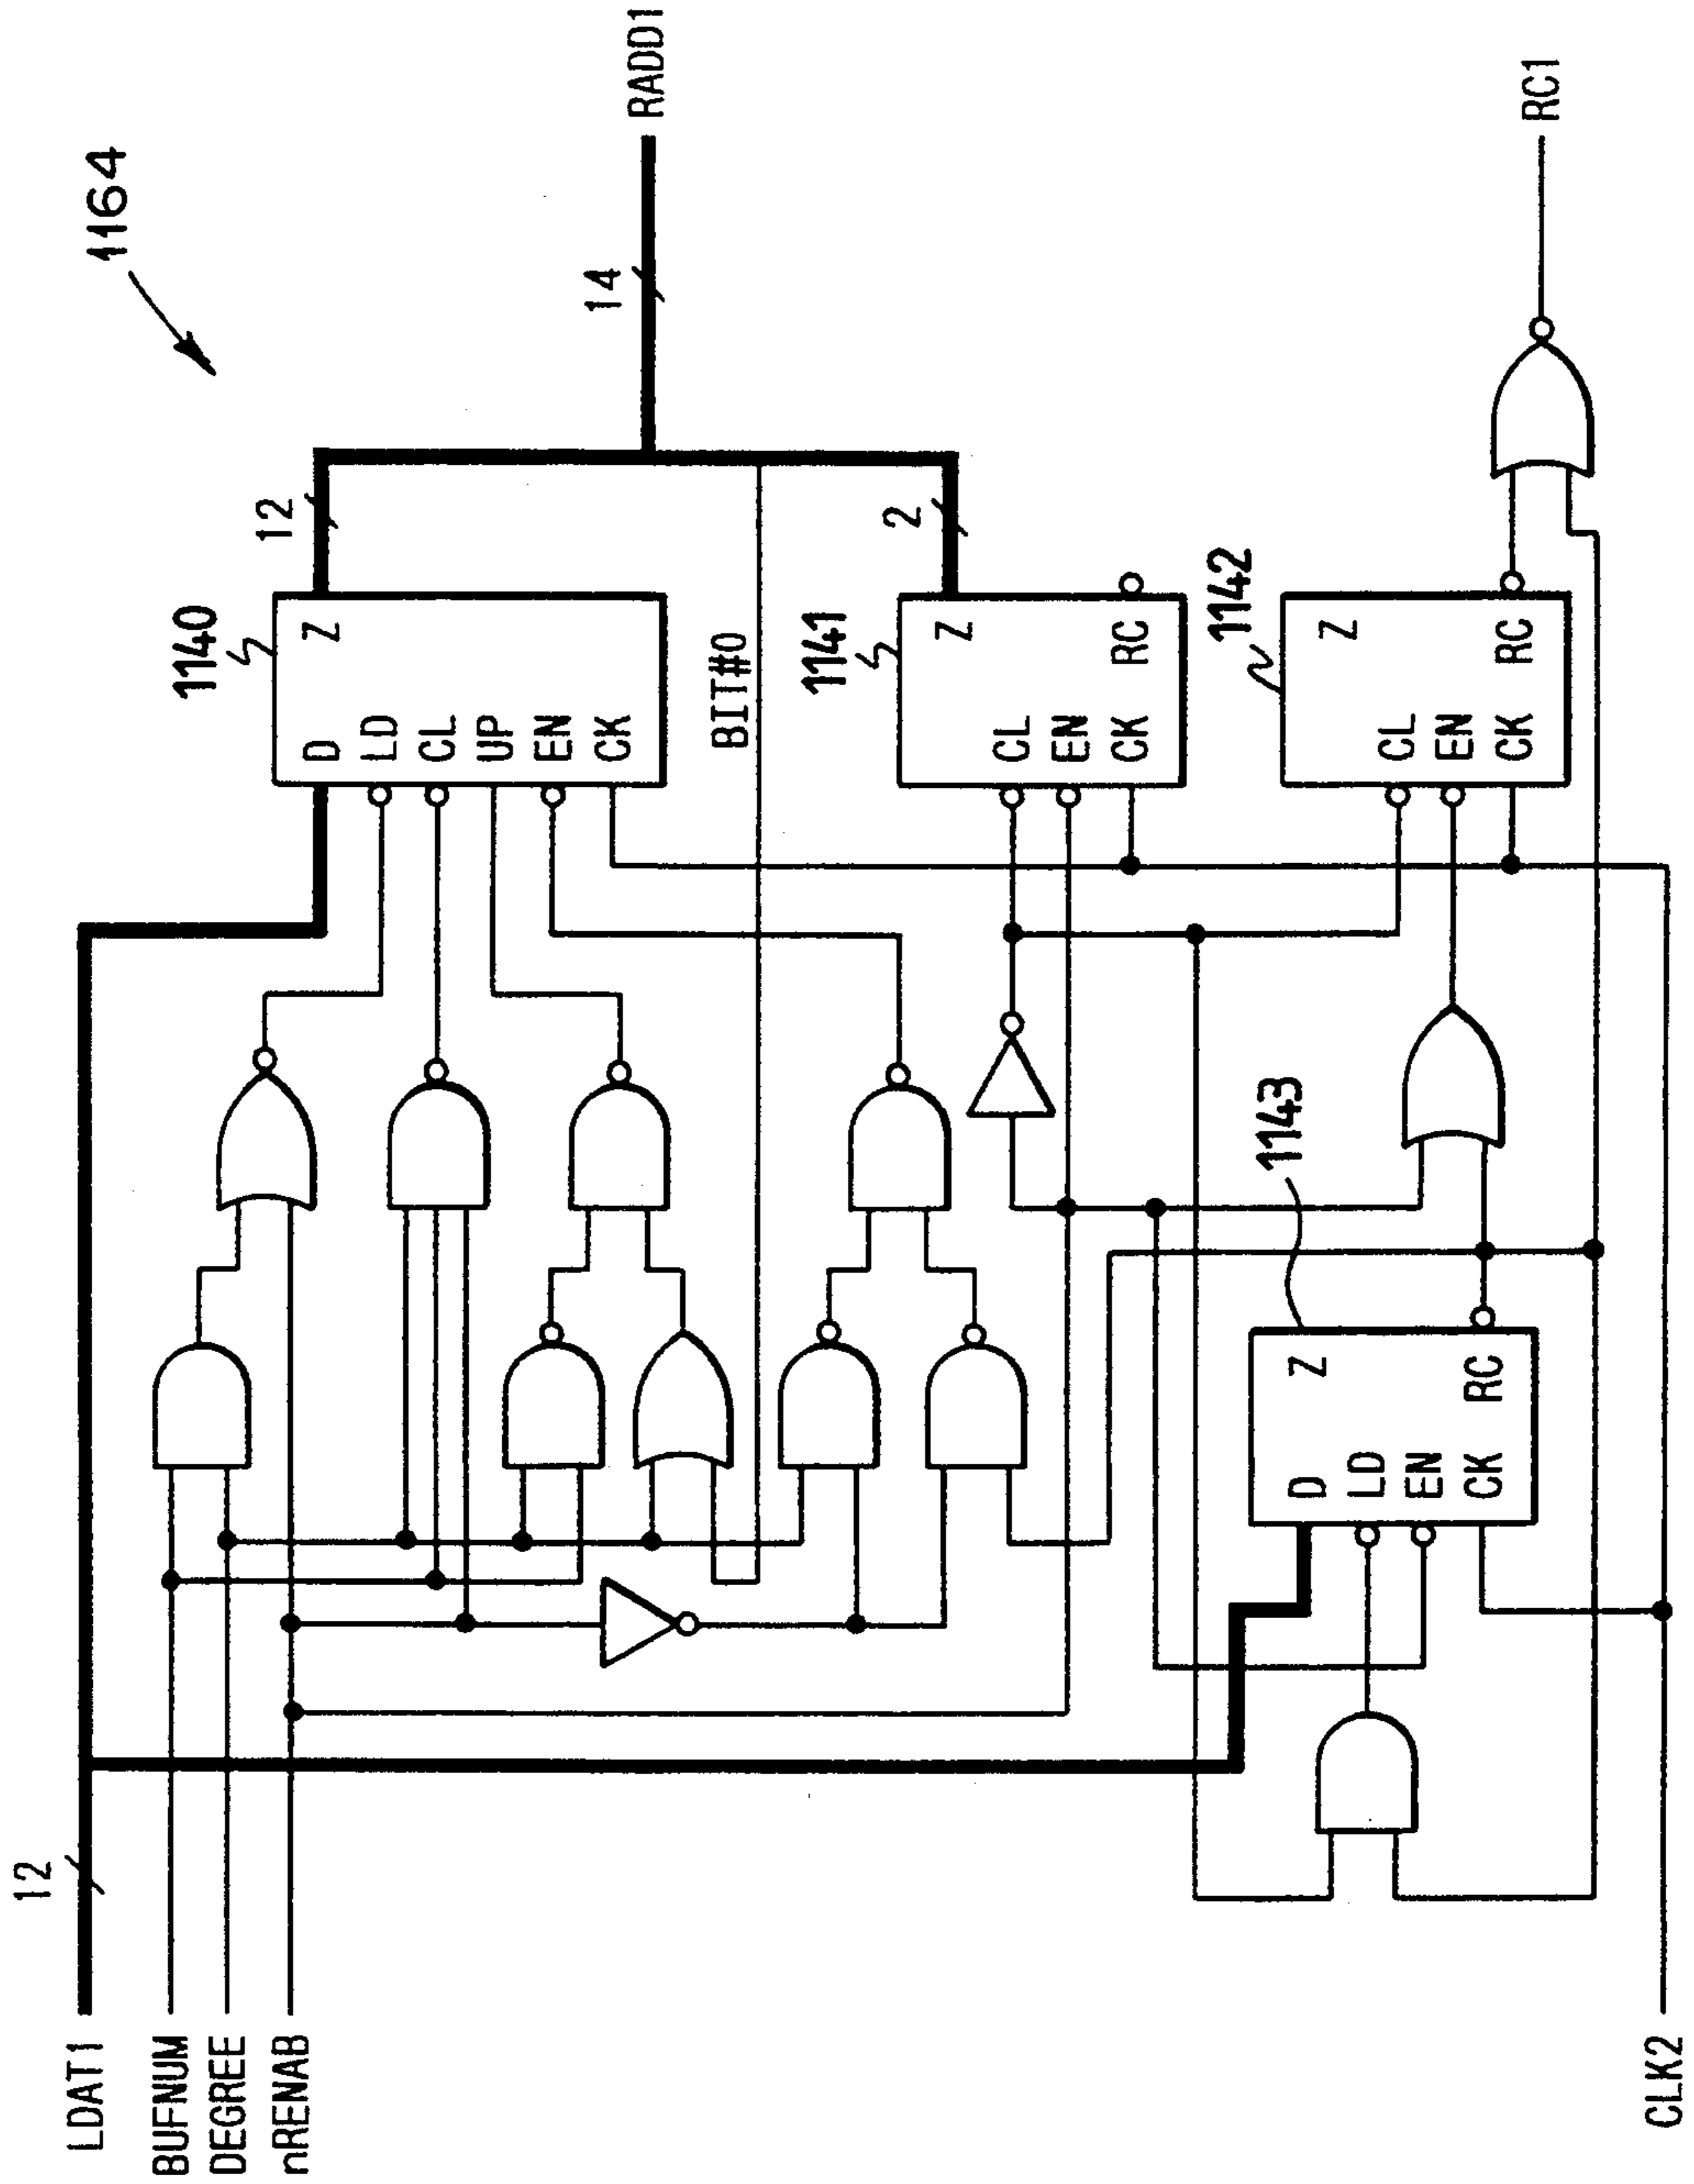 1164
LDAT1
12
BUFNUM
DEGREE
nRENAB
CLK2
1140
D
LD
CL
UP
EN
CK
Z
12
14
RADD1
BIT#0
1141
CL
EN
CK
Z
RC
2
1142
CL
EN
CK
Z
RC
RC1
1143
D
LD
EN
CK
Z
RC